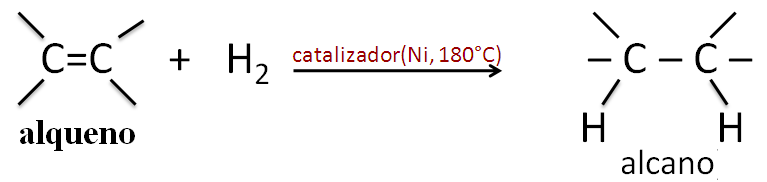 C=C + H₂ catalizador(Ni, 180°C) – C – C –
H H
alqueno
alcano